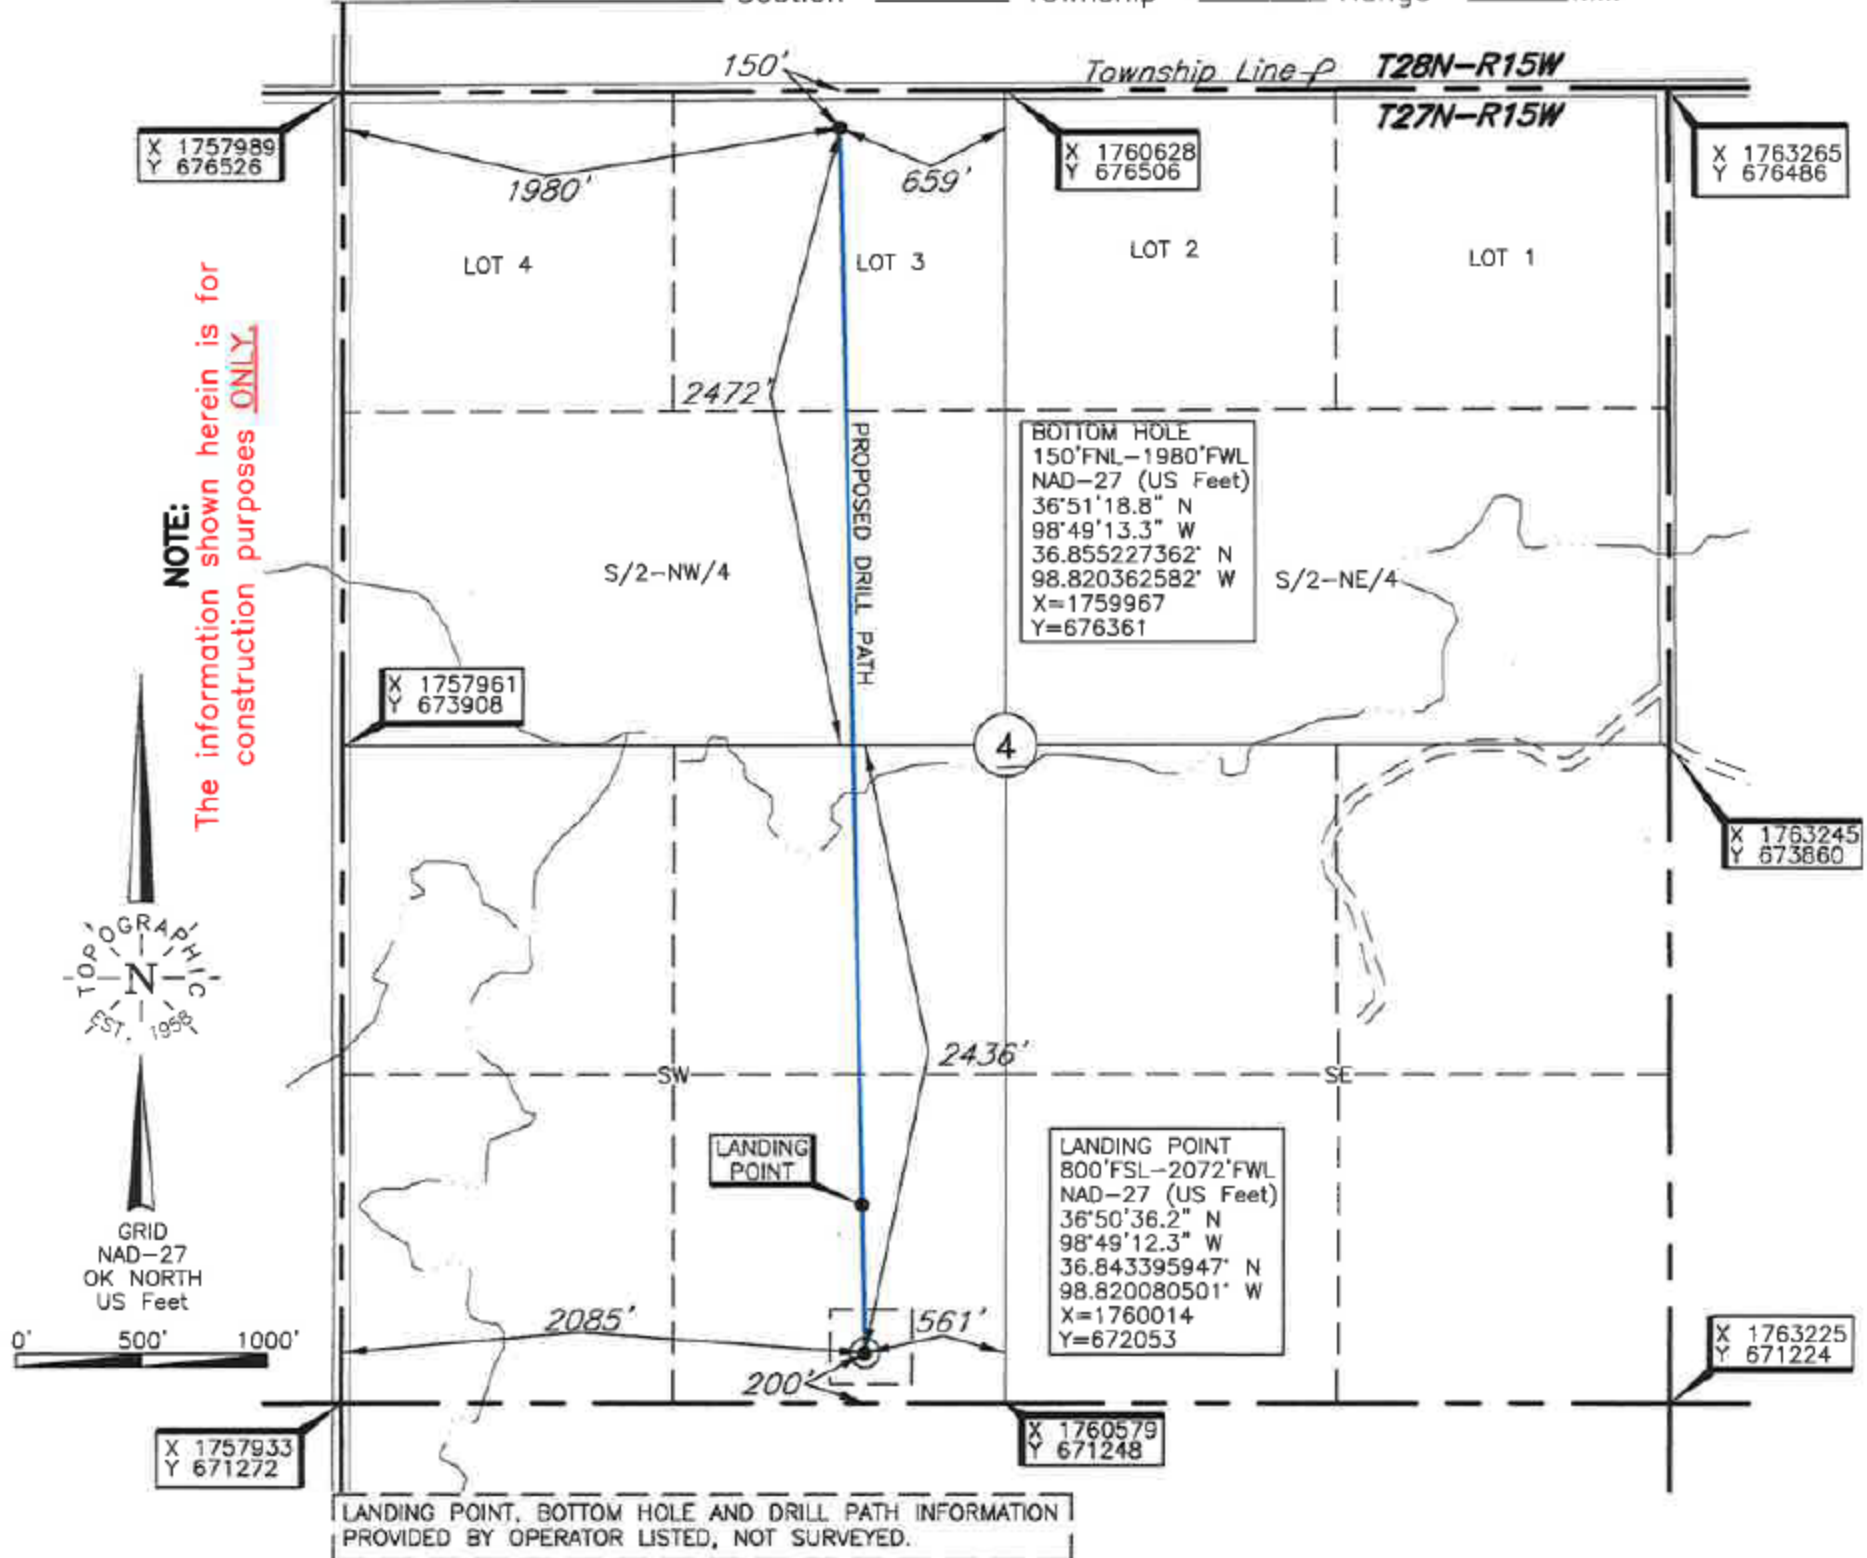 150'
Township Line
T28N-R15W
T27N-R15W
X 1757989
Y 676526
X 1760628
Y 676506
X 1763265
Y 676486
1980'
659'
LOT 4
LOT 3
LOT 2
LOT 1
NOTE:
The information shown herein is for
construction purposes ONLY.
2472'
PROPOSED DRILL PATH
BOTTOM HOLE
150'FNL-1980'FWL
NAD-27 (US Feet)
36°51'18.8" N
98°49'13.3" W
36.855227362° N
98.820362582° W
X=1759967
Y=676361
S/2-NW/4
S/2-NE/4
X 1757961
Y 673908
4
X 1763245
Y 673860
TOPOGRAPHIC
N
EST. 1958
2436'
SW
SE
LANDING
POINT
LANDING POINT
800'FSL-2072'FWL
NAD-27 (US Feet)
36°50'36.2" N
98°49'12.3" W
36.843395947° N
98.820080501° W
X=1760014
Y=672053
GRID
NAD-27
OK NORTH
US Feet
0' 500' 1000'
2085'
561'
200'
X 1763225
Y 671224
X 1757933
Y 671272
X 1760579
Y 671248
LANDING POINT, BOTTOM HOLE AND DRILL PATH INFORMATION
PROVIDED BY OPERATOR LISTED, NOT SURVEYED.